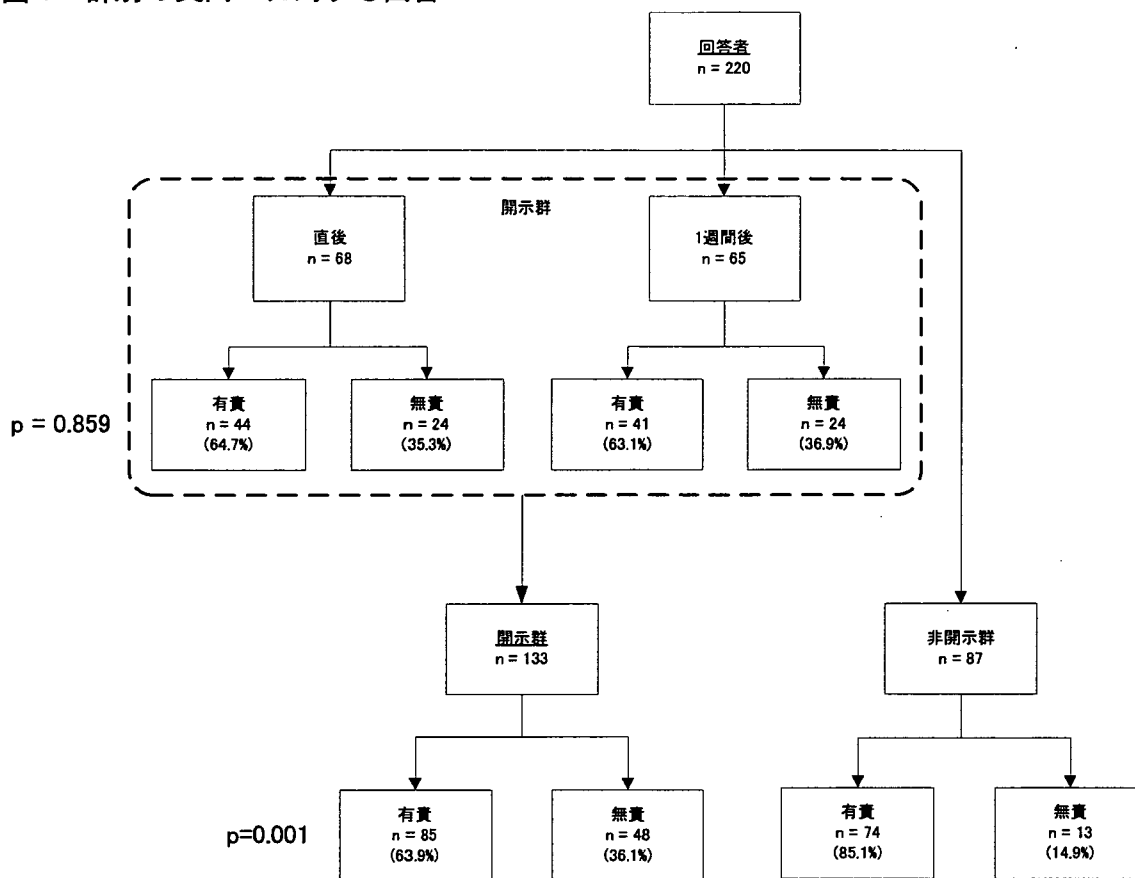 回答者
n = 220
開示群
直後
n = 68
1週間後
n = 65
有責
n = 44
(64.7%)
無責
n = 24
(35.3%)
有責
n = 41
(63.1%)
無責
n = 24
(36.9%)
p = 0.859
開示群
n = 133
非開示群
n = 87
有責
n = 85
(63.9%)
無責
n = 48
(36.1%)
有責
n = 74
(85.1%)
無責
n = 13
(14.9%)
p=0.001